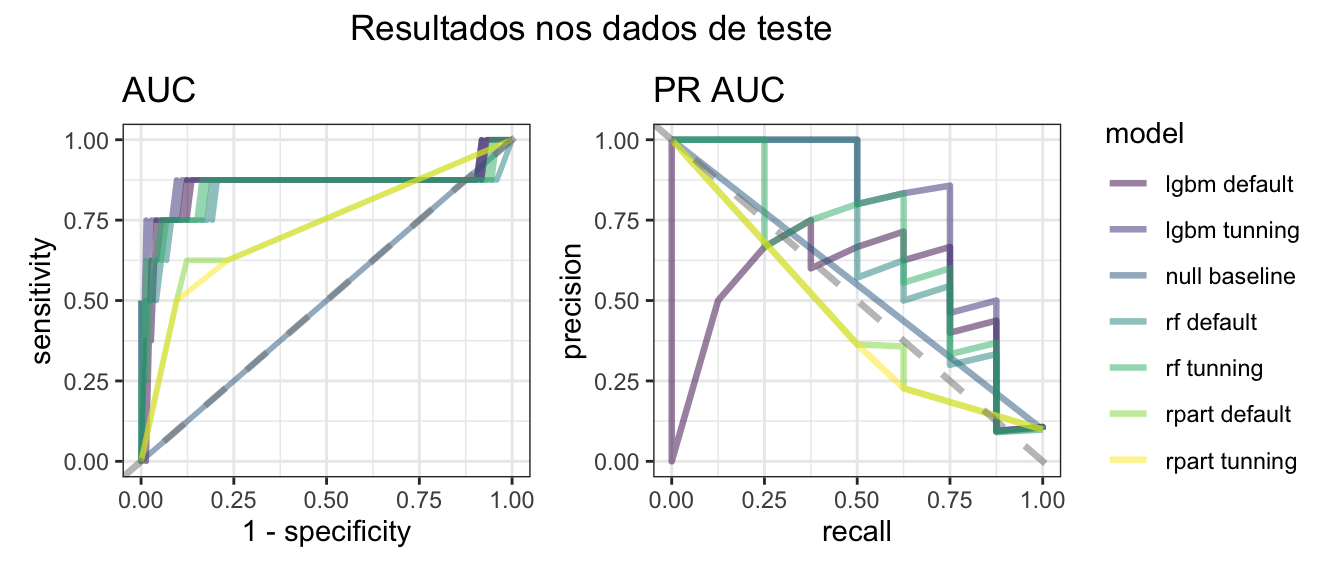 Resultados nos dados de teste
AUC
1.00
0.75
0.50
0.25
0.00
sensitivity
0.00 0.25 0.50 0.75 1.00
1 - specificity
PR AUC
1.00
0.75
0.50
0.25
0.00
precision
0.00 0.25 0.50 0.75 1.00
recall
model
lgbm default
lgbm tunning
null baseline
rf default
rf tunning
rpart default
rpart tunning